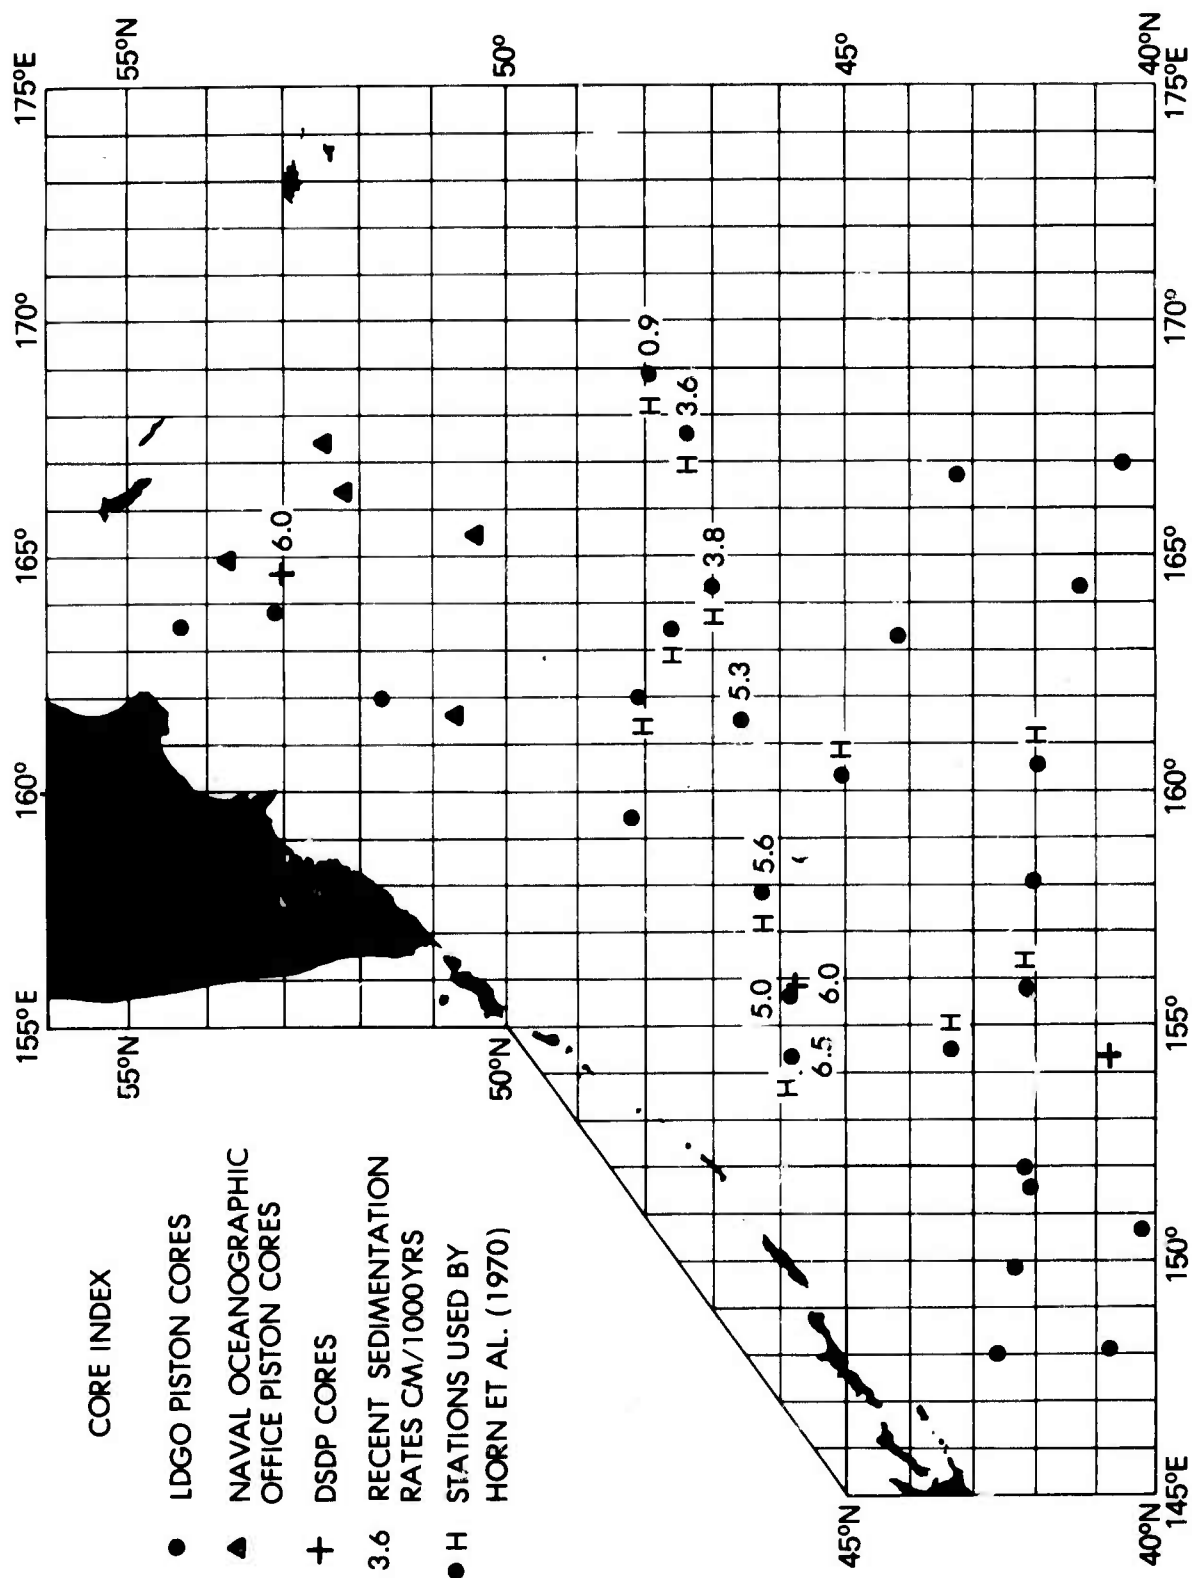 CORE INDEX
● LDGO PISTON CORES
▲ NAVAL OCEANOGRAPHIC
OFFICE PISTON CORES
+ DSDP CORES
3.6 RECENT SEDIMENTATION
RATES CM/1000YRS
● H STATIONS USED BY
HORN ET AL. (1970)
155°E
160°
165°E
170°
175°E
55°N
55°N
50°N
50°
45°N
45°
40°N
40°N
145°E
150°
155°E
160°
165°
170°
175°E
6.0
H 0.9
H 3.6
H 3.8
H
H
5.3
H
H 5.6
5.0
6.0
H
6.5
H
H
H